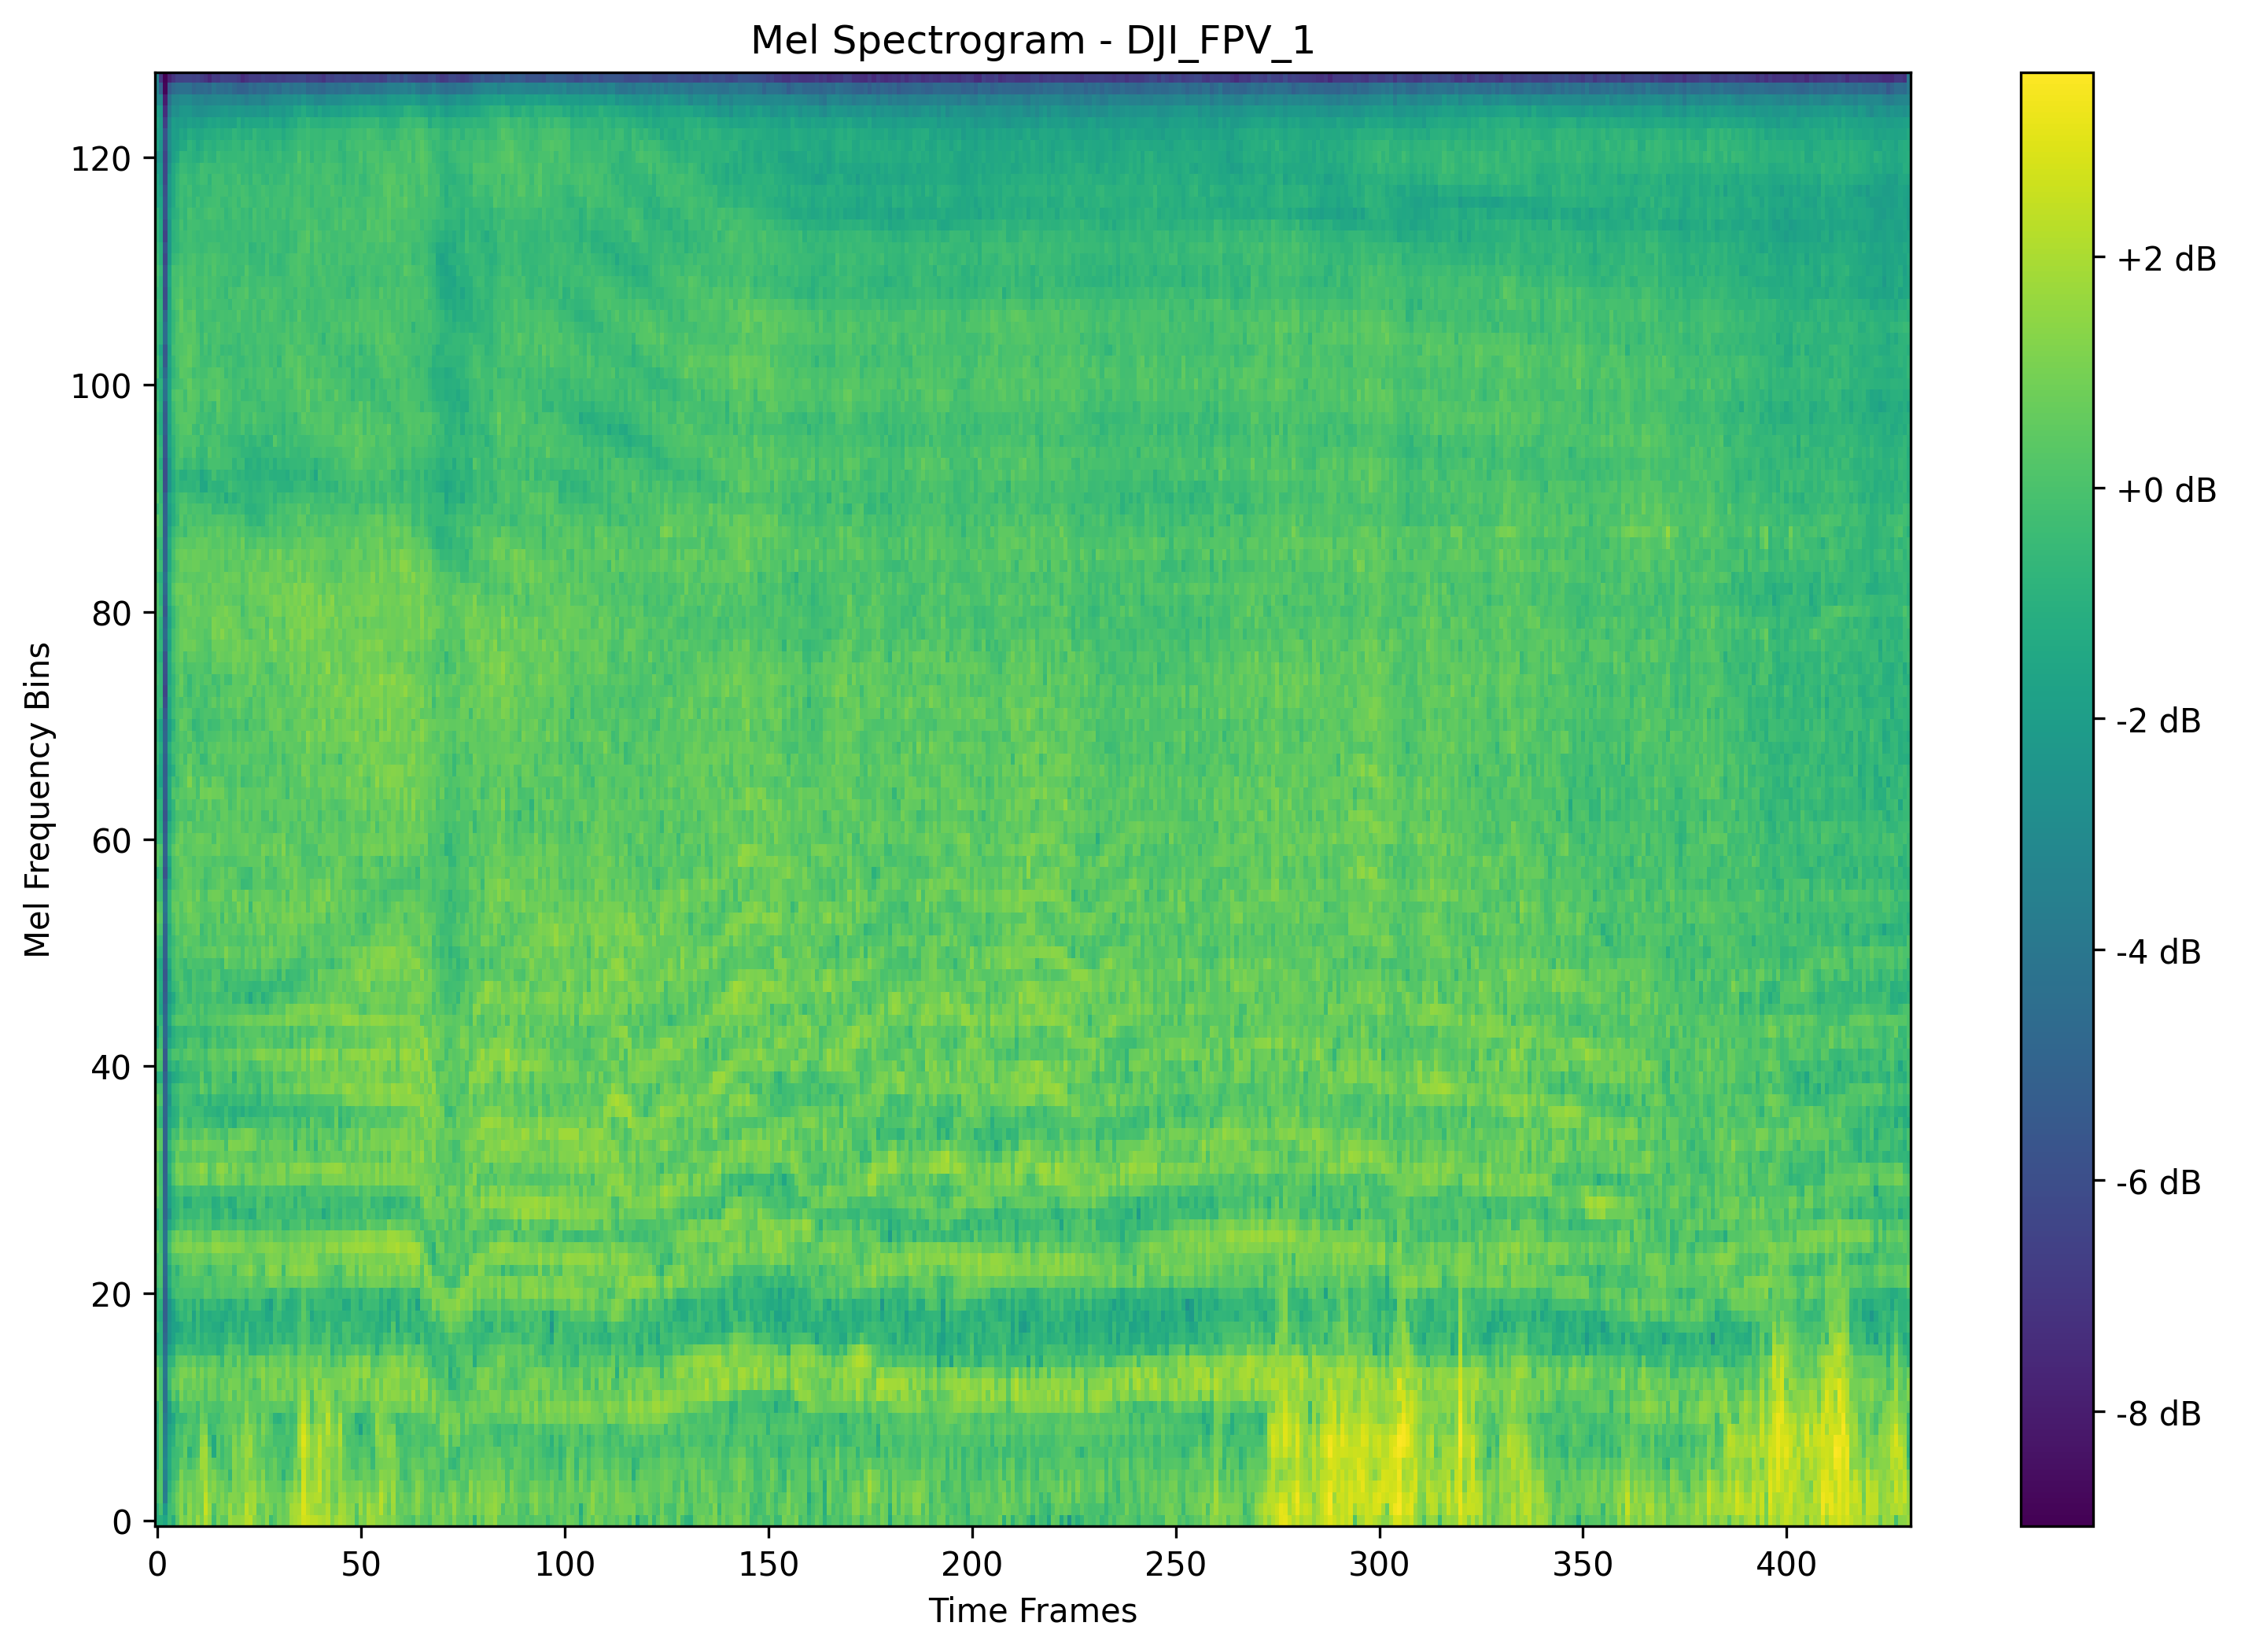 Mel Spectrogram - DJI_FPV_1
Mel Frequency Bins
120
100
80
60
40
20
0
0 50 100 150 200 250 300 350 400
Time Frames
+2 dB
+0 dB
-2 dB
-4 dB
-6 dB
-8 dB